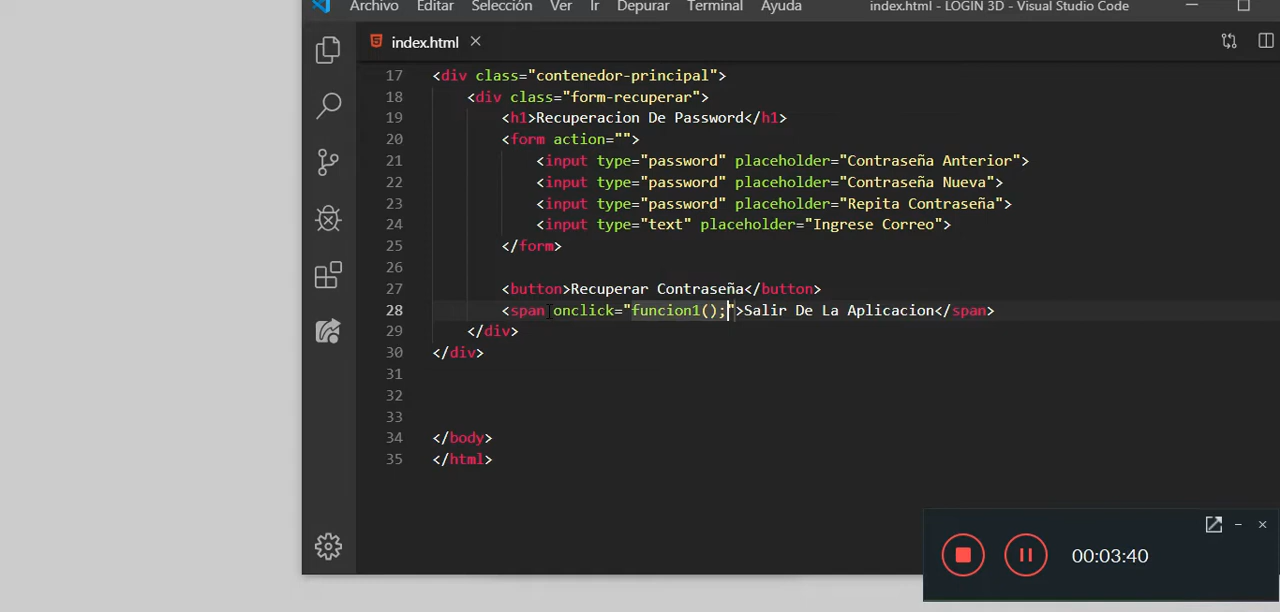 Archivo Editar Selección Ver Ir Depurar Terminal Ayuda index.html - LOGIN 3D - Visual Studio Code
index.html
17 <div class="contenedor-principal">
18 <div class="form-recuperar">
19 <h1>Recuperacion De Password</h1>
20 <form action="">
21 <input type="password" placeholder="Contraseña Anterior">
22 <input type="password" placeholder="Contraseña Nueva">
23 <input type="password" placeholder="Repita Contraseña">
24 <input type="text" placeholder="Ingrese Correo">
25 </form>
26
27 <button>Recuperar Contraseña</button>
28 <span onclick="funcion1();">Salir De La Aplicacion</span>
29 </div>
30 </div>
31
32
33
34 </body>
35 </html>
00:03:40